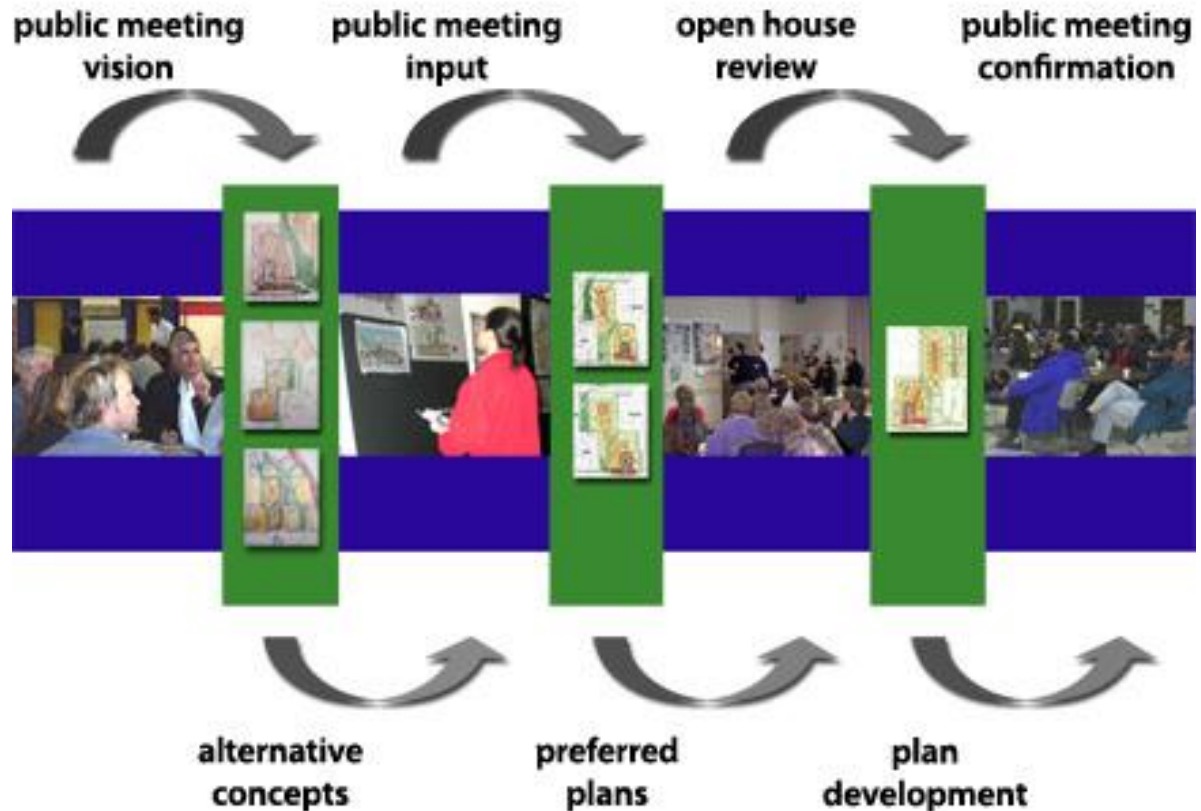 public meeting
vision
public meeting
input
open house
review
public meeting
confirmation
alternative
concepts
preferred
plans
plan
development